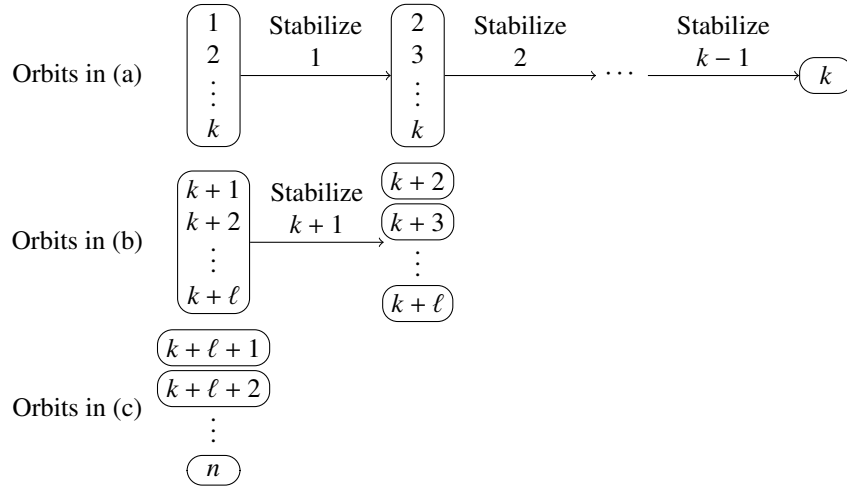 1
2
⋮
k
Stabilize
1
2
3
⋮
k
Stabilize
2
⋯
Stabilize
k − 1
k
Orbits in (a)
k + 1
k + 2
⋮
k + ℓ
Stabilize
k + 1
k + 2
k + 3
⋮
k + ℓ
Orbits in (b)
k + ℓ + 1
k + ℓ + 2
⋮
n
Orbits in (c)